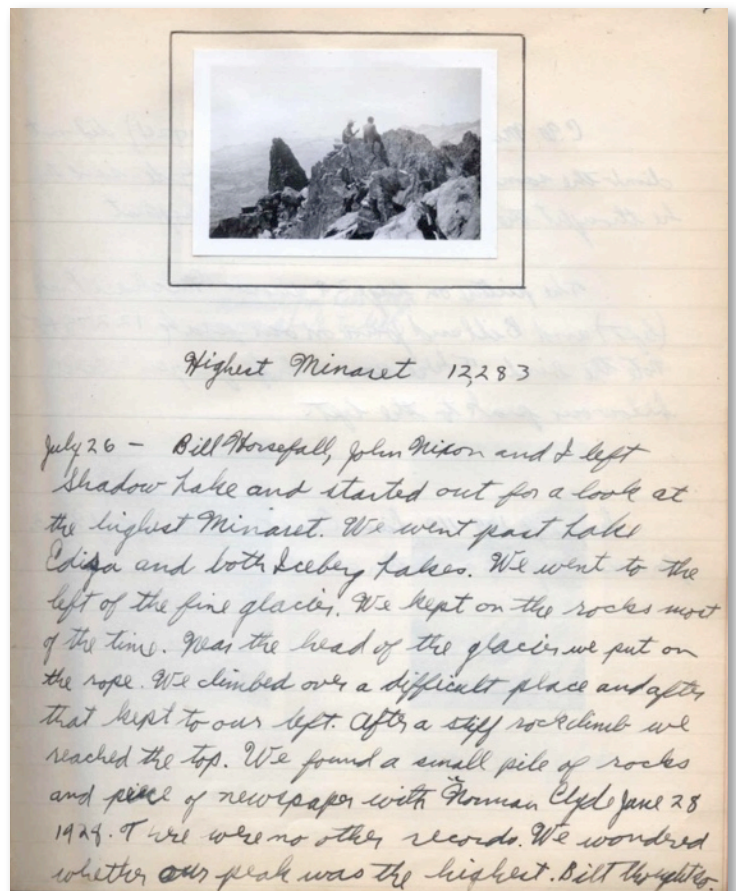 Highest Minaret 12,283
July 26 – Bill Horsefall, John Nixon and I left
Shadow Lake and started out for a look at
the highest Minaret. We went past Lake
Ediza and both Iceberg Lakes. We went to the
left of the fine glacier. We kept on the rocks most
of the time. Near the head of the glacier we put on
the rope. We climbed over a difficult place and after
that kept to our left. After a stiff rockclimb we
reached the top. We found a small pile of rocks
and piece of newspaper with "Norman Clyde June 28
1928. There were no other records. We wondered
whether our peak was the highest. Bill thought so